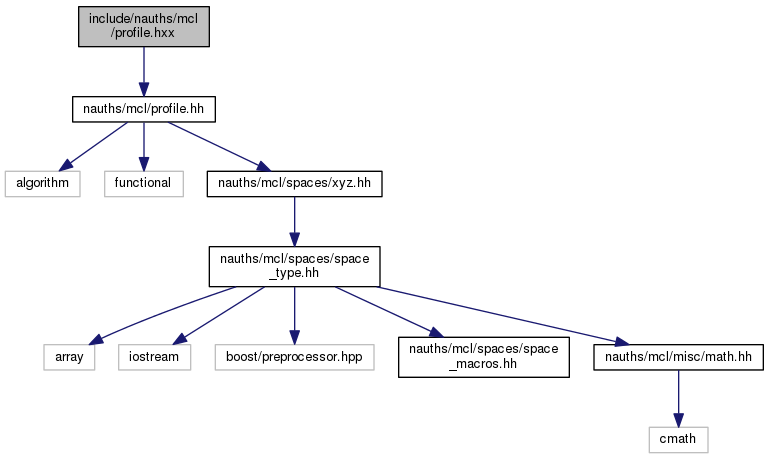 include/nauths/mcl
/profile.hxx
nauths/mcl/profile.hh
algorithm
functional
nauths/mcl/spaces/xyz.hh
nauths/mcl/spaces/space
_type.hh
array
iostream
boost/preprocessor.hpp
nauths/mcl/spaces/space
_macros.hh
nauths/mcl/misc/math.hh
cmath